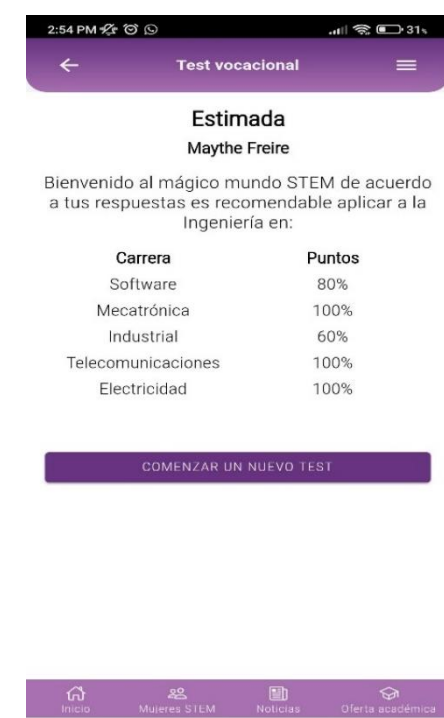 2:54 PM 31%
Test vocacional
Estimada
Maythe Freire
Bienvenido al mágico mundo STEM de acuerdo
a tus respuestas es recomendable aplicar a la
Ingeniería en:
Carrera Puntos
Software 80%
Mecatrónica 100%
Industrial 60%
Telecomunicaciones 100%
Electricidad 100%
COMENZAR UN NUEVO TEST
Inicio Mujeres STEM Noticias Oferta académica